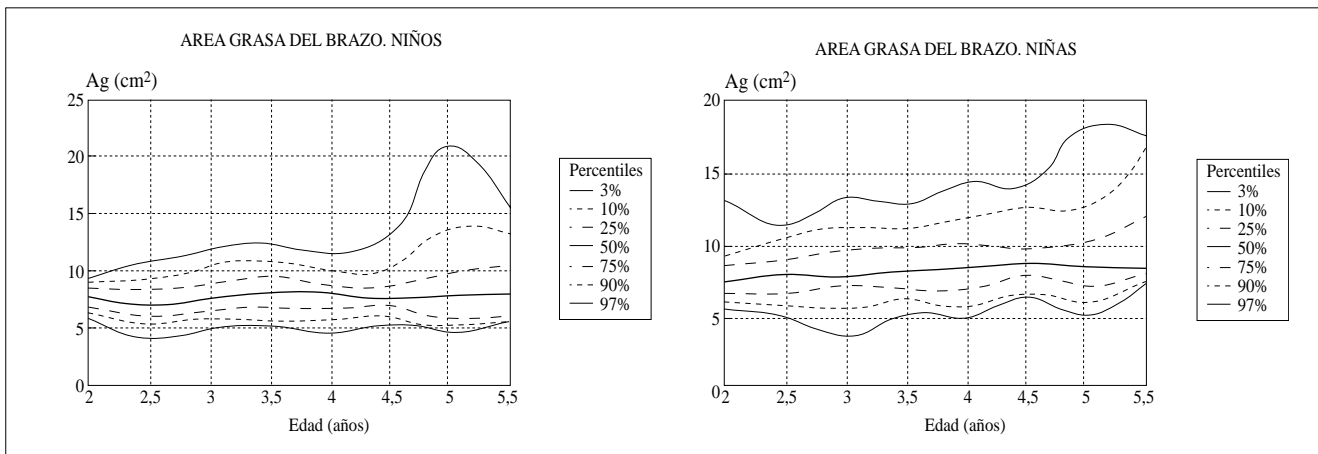 AREA GRASA DEL BRAZO. NIÑOS
Ag (cm²)
25
20
15
10
5
0
2 2,5 3 3,5 4 4,5 5 5,5
Edad (años)
Percentiles
3%
10%
25%
50%
75%
90%
97%
AREA GRASA DEL BRAZO. NIÑAS
Ag (cm²)
20
15
10
5
0
2 2,5 3 3,5 4 4,5 5 5,5
Edad (años)
Percentiles
3%
10%
25%
50%
75%
90%
97%